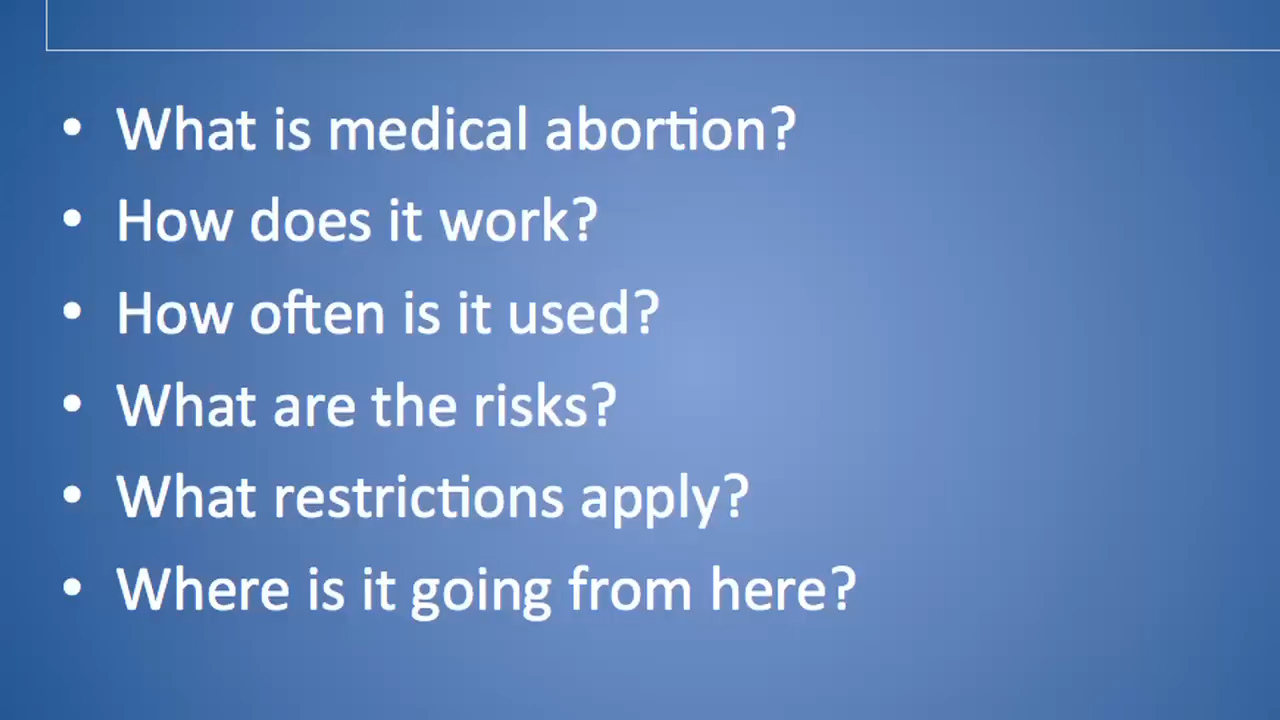 • What is medical abortion?
• How does it work?
• How often is it used?
• What are the risks?
• What restrictions apply?
• Where is it going from here?